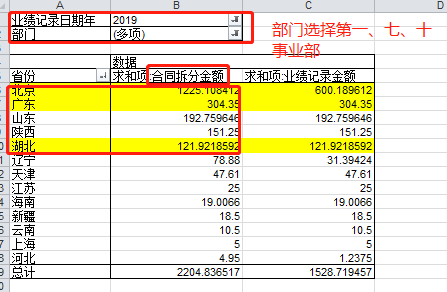 A B C D
业绩记录日期年 2019
部门 (多项)
部门选择第一、七、十
事业部
数据
省份 求和项:合同拆分金额 求和项:业绩记录金额
北京 1225.108412 600.189612
广东 304.35 304.35
山东 192.759646 192.759646
陕西 151.25 151.25
湖北 121.9218592 121.9218592
辽宁 78.88 31.39424
天津 47.61 47.61
江苏 25 25
海南 19.0066 19.0066
新疆 18.5 18.5
云南 10.5 10.5
上海 5 5
河北 4.95 1.2375
总计 2204.836517 1528.719457